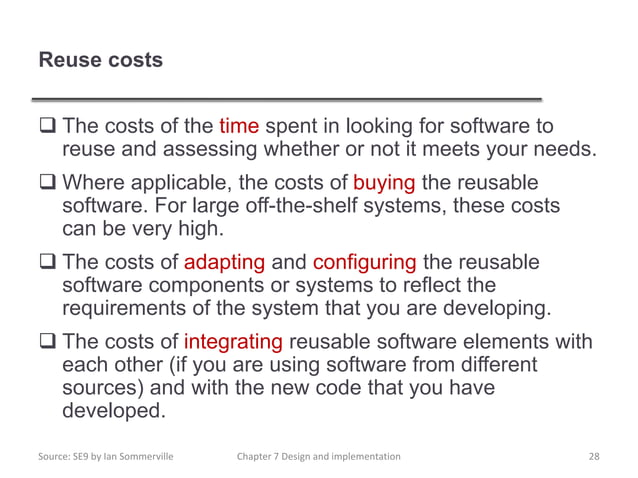 Reuse costs
❑ The costs of the time spent in looking for software to
reuse and assessing whether or not it meets your needs.
❑ Where applicable, the costs of buying the reusable
software. For large off-the-shelf systems, these costs
can be very high.
❑ The costs of adapting and configuring the reusable
software components or systems to reflect the
requirements of the system that you are developing.
❑ The costs of integrating reusable software elements with
each other (if you are using software from different
sources) and with the new code that you have
developed.
Source: SE9 by Ian Sommerville Chapter 7 Design and implementation 28